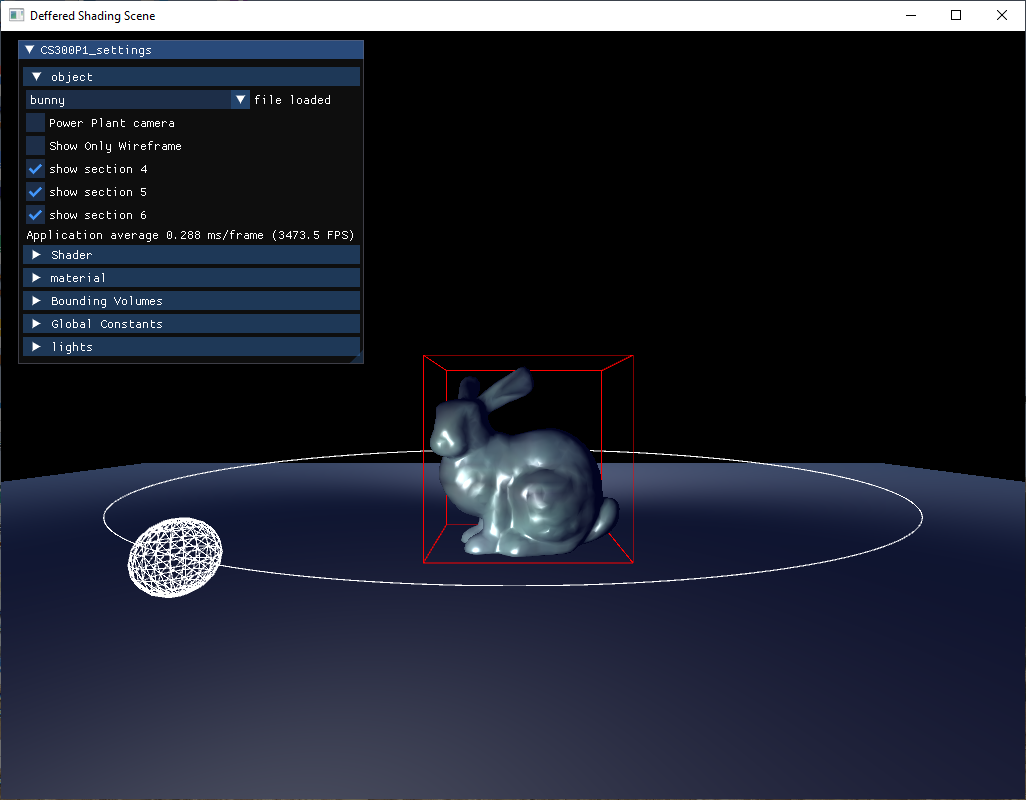 Deffered Shading Scene
CS300P1_settings
object
bunny file loaded
Power Plant camera
Show Only Wireframe
show section 4
show section 5
show section 6
Application average 0.288 ms/frame (3473.5 FPS)
Shader
material
Bounding Volumes
Global Constants
lights